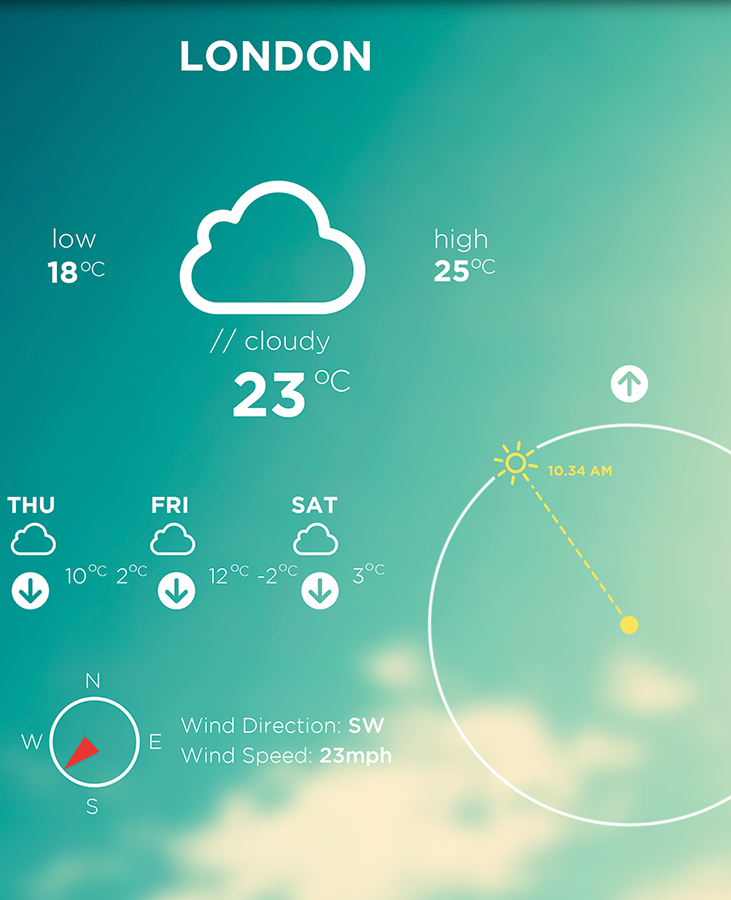 LONDON
low
18°C
high
25°C
// cloudy
23 °C
10.34 AM
THU FRI SAT
10°C 2°C 12°C -2°C 3°C
N
W E
S
Wind Direction: SW
Wind Speed: 23mph